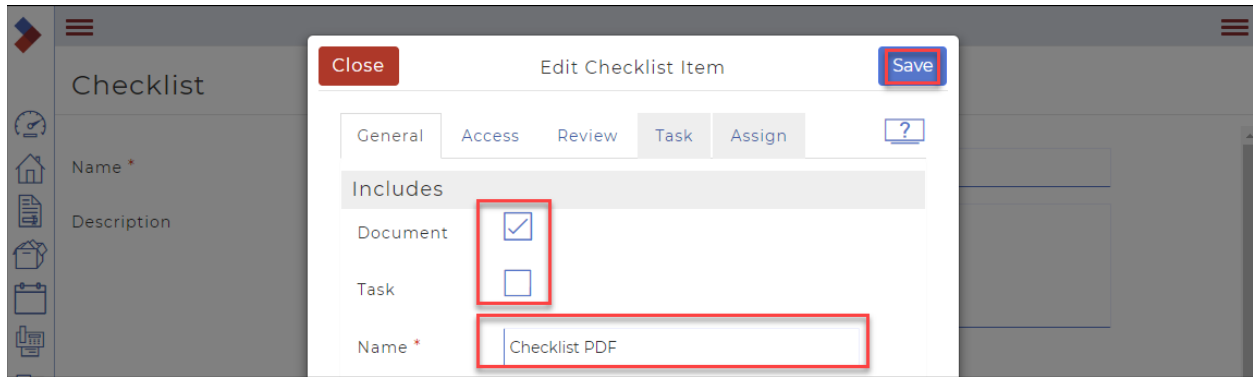 Close Edit Checklist Item Save
Checklist
General Access Review Task Assign ?
Name *
Includes
Description
Document
Task
Name * Checklist PDF